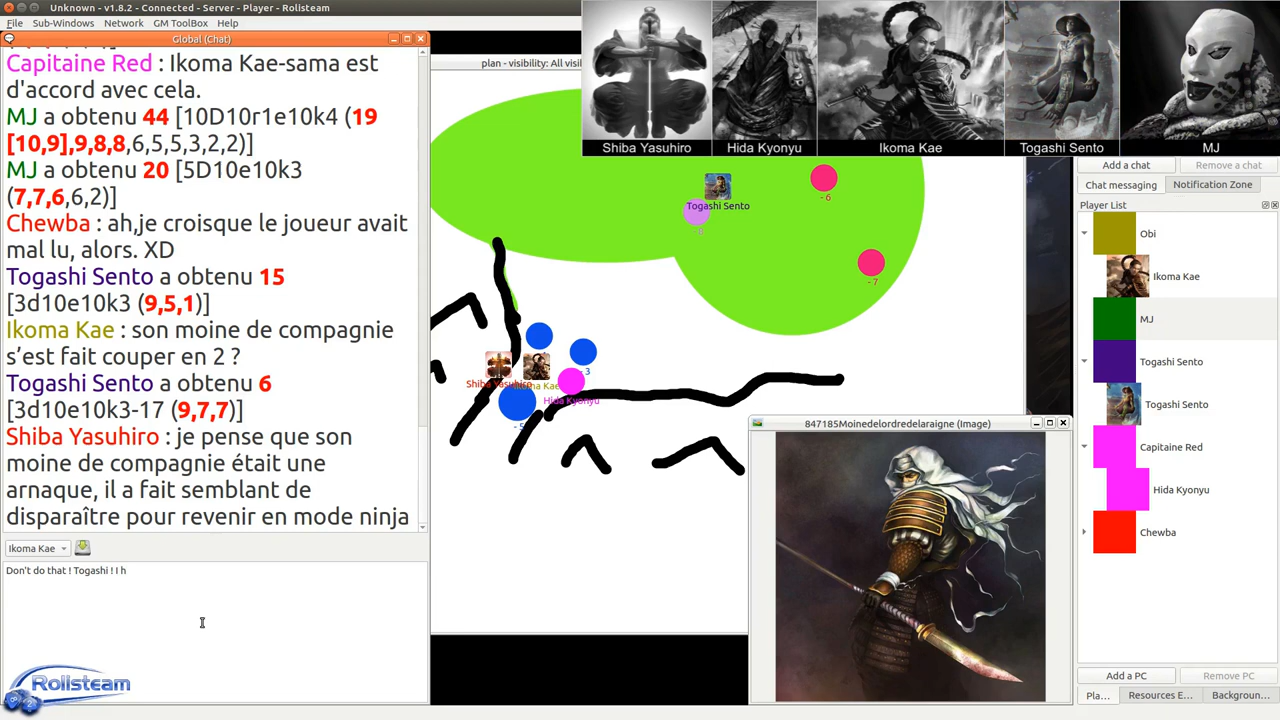 Unknown - v1.8.2 - Connected - Server - Player - Rolisteam
File Sub-Windows Network GM ToolBox Help
Global (Chat)
Capitaine Red : Ikoma Kae-sama est
d'accord avec cela.
MJ a obtenu 44 [10D10r1e10k4 (19
[10,9],9,8,8,6,5,5,3,2,2)]
MJ a obtenu 20 [5D10e10k3
(7,7,6,6,2)]
Chewba : ah,je croisque le joueur avait
mal lu, alors. XD
Togashi Sento a obtenu 15
[3d10e10k3 (9,5,1)]
Ikoma Kae : son moine de compagnie
s’est fait couper en 2 ?
Togashi Sento a obtenu 6
[3d10e10k3-17 (9,7,7)]
Shiba Yasuhiro : je pense que son
moine de compagnie était une
arnaque, il a fait semblant de
disparaître pour revenir en mode ninja
Ikoma Kae
Don't do that ! Togashi ! I h
Rolisteam
plan - visibility: All visi
Shiba Yasuhiro
Hida Kyonyu
Ikoma Kae
Togashi Sento
MJ
Togashi Sento
- 6
- 7
- 3
Shiba Yasuhiro
Ikoma Kae
Hida Kyonyu
- 5
847185Moinedelordredelaraigne (Image)
Add a chat Remove a chat
Chat messaging Notification Zone
Player List
Obi
Ikoma Kae
MJ
Togashi Sento
Togashi Sento
Capitaine Red
Hida Kyonyu
Chewba
Add a PC Remove PC
Pla... Resources E... Backgroun...